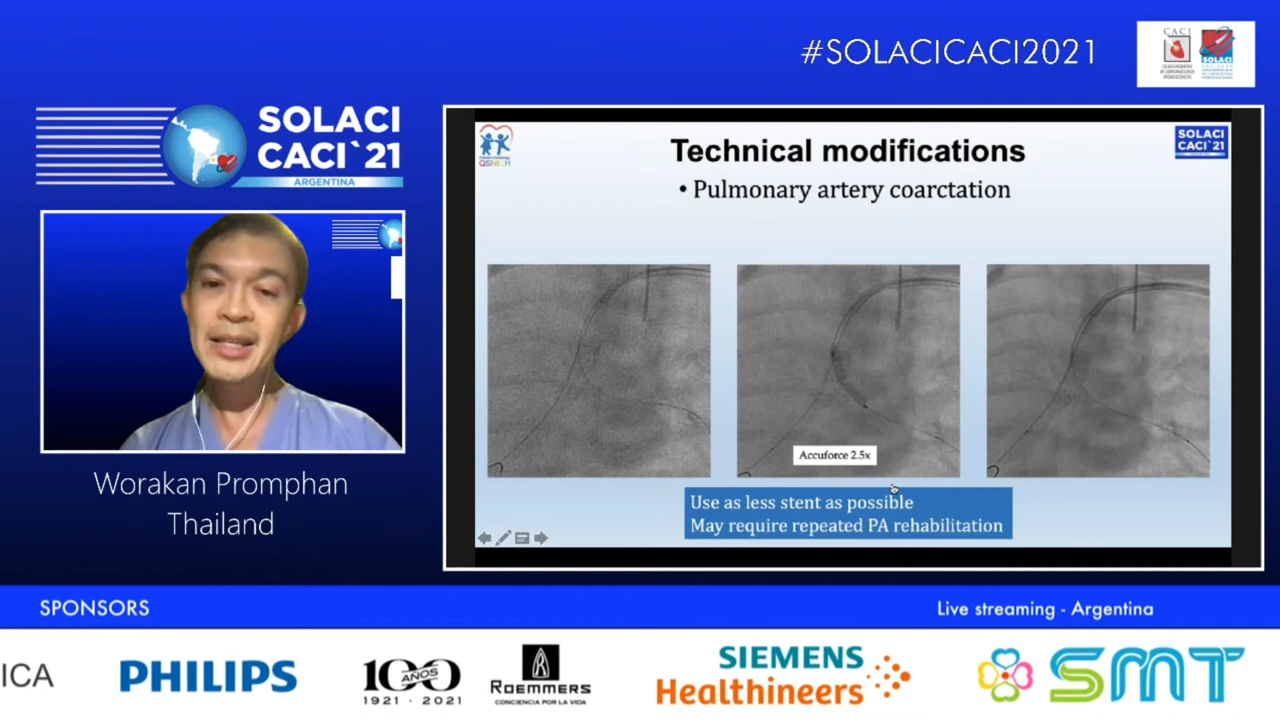 #SOLACICACI2021
CACI
SOLACI
SOLACI
CACI`21
ARGENTINA
SOLACI
CACI`21
Technical modifications
• Pulmonary artery coarctation
Accuforce 2.5x
Use as less stent as possible
May require repeated PA rehabilitation
Worakan Promphan
Thailand
SPONSORS
Live streaming - Argentina
ICA
PHILIPS
100
AÑOS
1921 - 2021
ROEMMERS
CONCIENCIA POR LA VIDA
SIEMENS
Healthineers
SMT